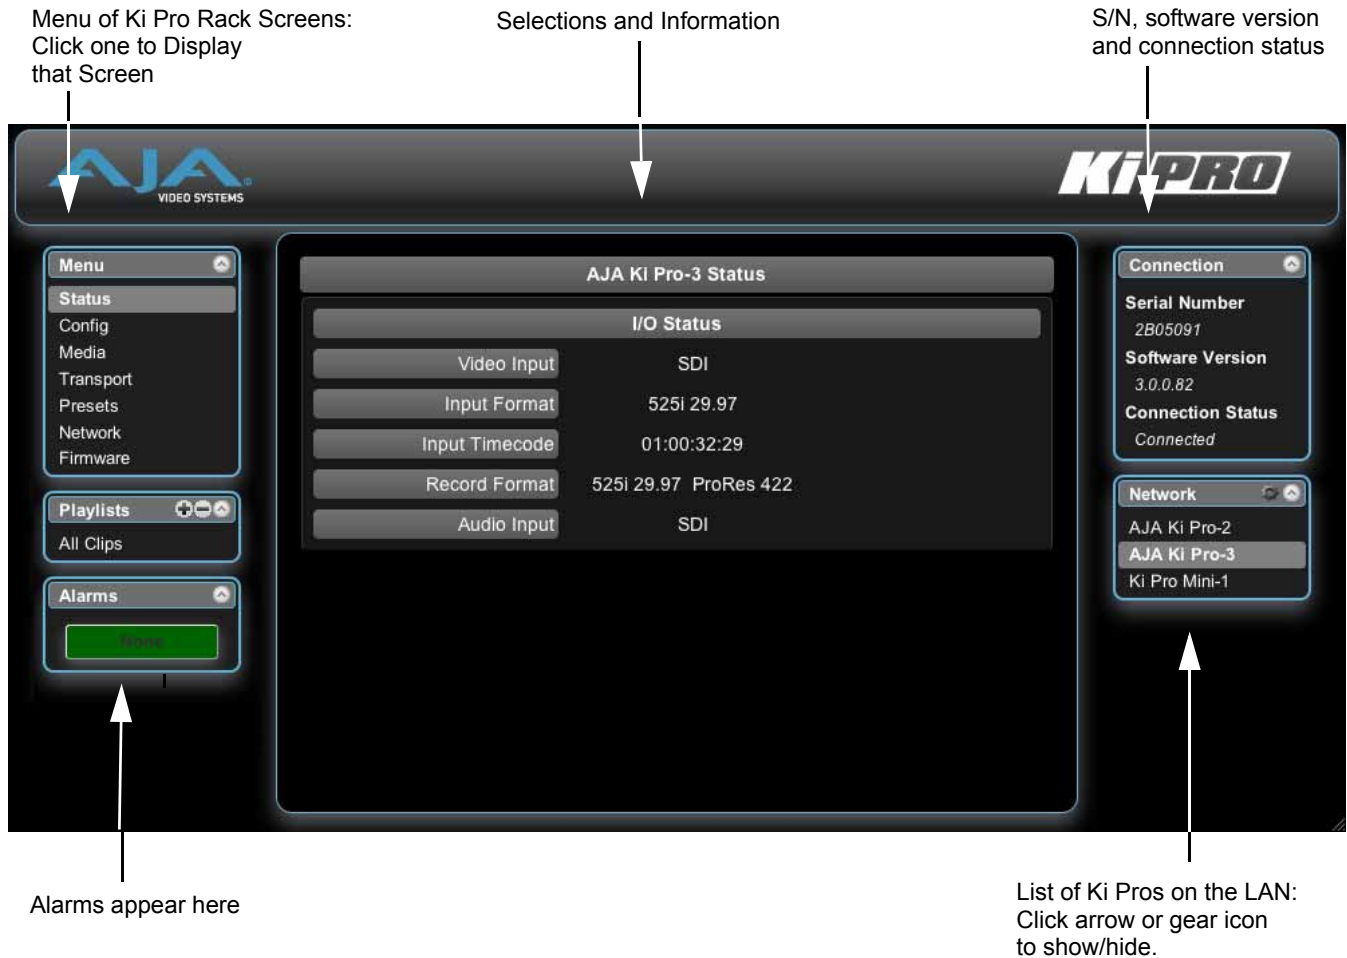 Menu of Ki Pro Rack Screens:
Click one to Display
that Screen
Selections and Information
S/N, software version
and connection status
AJA
VIDEO SYSTEMS
Ki PRO
Menu
Status
Config
Media
Transport
Presets
Network
Firmware
Playlists
All Clips
Alarms
None
AJA Ki Pro-3 Status
I/O Status
Video Input SDI
Input Format 525i 29.97
Input Timecode 01:00:32:29
Record Format 525i 29.97 ProRes 422
Audio Input SDI
Connection
Serial Number
2B05091
Software Version
3.0.0.82
Connection Status
Connected
Network
AJA Ki Pro-2
AJA Ki Pro-3
Ki Pro Mini-1
Alarms appear here
List of Ki Pros on the LAN:
Click arrow or gear icon
to show/hide.